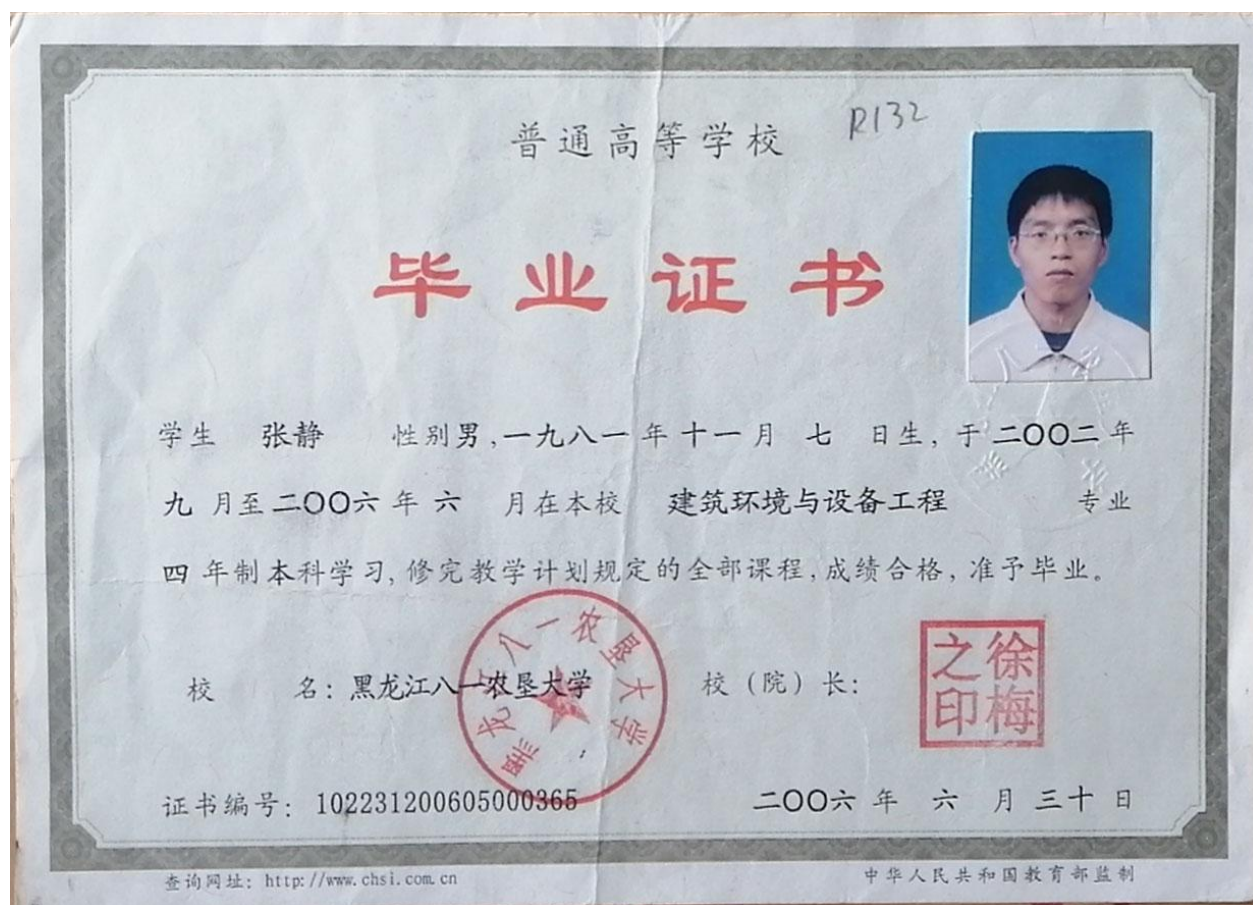 普通高等学校
R132
毕业证书
学生 张静 性别男,一九八一年十一月 七 日生, 于二〇〇二年
九 月至二〇〇六年 六 月在本校 建筑环境与设备工程 专业
四 年制本科学习, 修完教学计划规定的全部课程, 成绩合格, 准予毕业。
校 名: 黑龙江八一农垦大学 校（院）长:
黑龙江八一农垦大学
徐梅之印
证书编号: 102231200605000365 二〇〇六 年 六 月 三十 日
查询网址: http://www.chsi.com.cn 中华人民共和国教育部监制